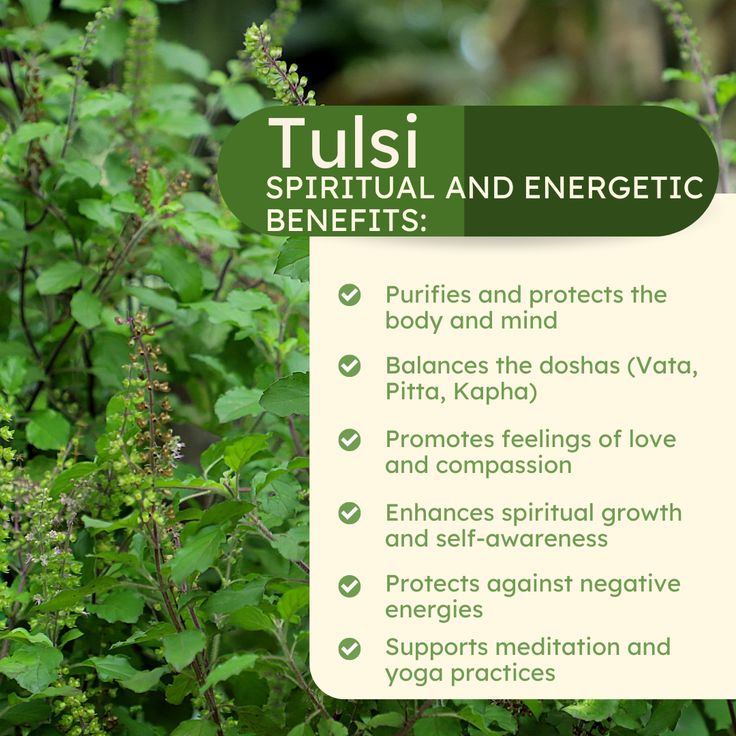 Tulsi
SPIRITUAL AND ENERGETIC
BENEFITS:
Purifies and protects the
body and mind
Balances the doshas (Vata,
Pitta, Kapha)
Promotes feelings of love
and compassion
Enhances spiritual growth
and self-awareness
Protects against negative
energies
Supports meditation and
yoga practices